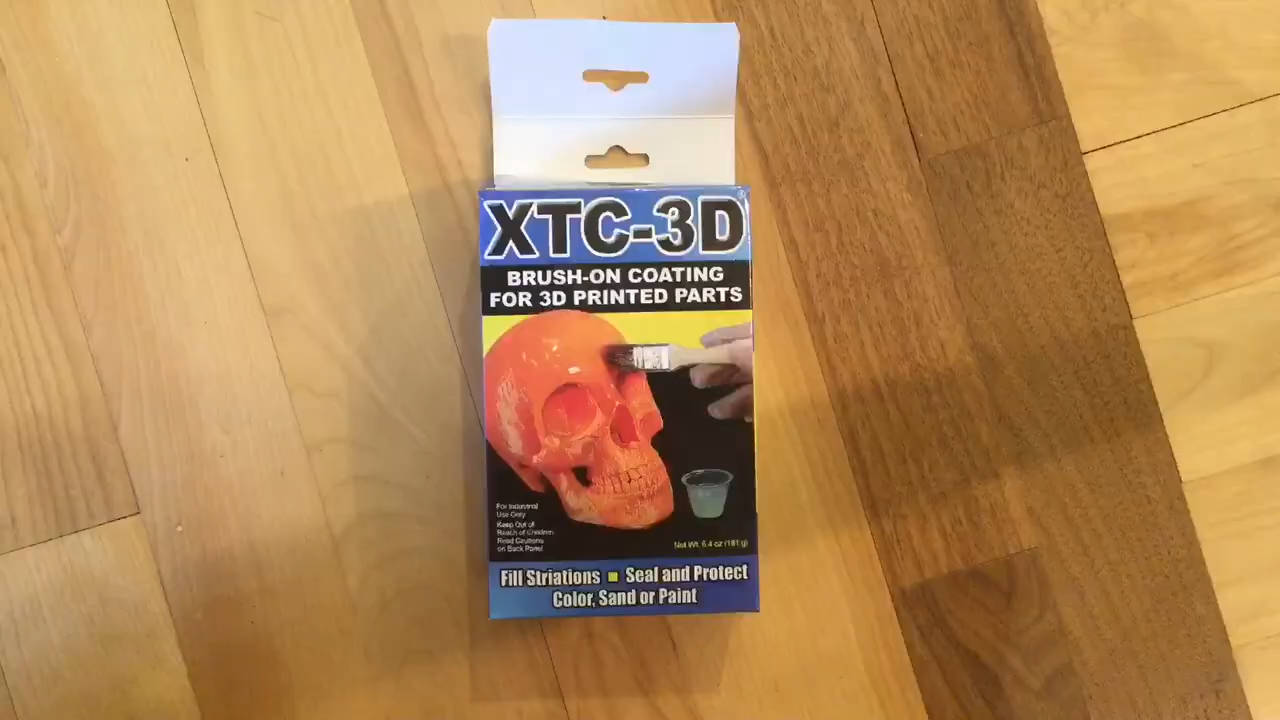 XTC-3D®
BRUSH-ON COATING
FOR 3D PRINTED PARTS
For Industrial
Use Only
Keep Out of
Reach of Children
Read Cautions
on Back Panel
Net Wt. 6.4 oz (181 g)
Fill Striations ■ Seal and Protect
Color, Sand or Paint